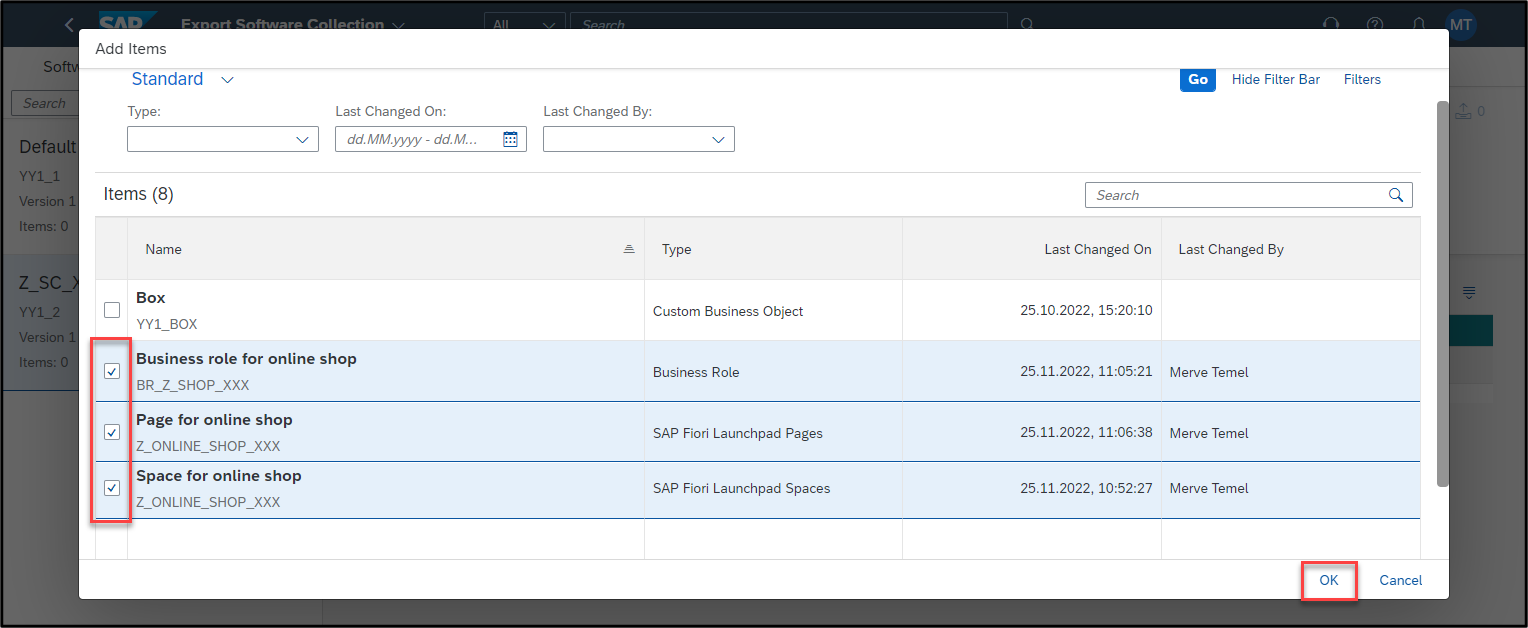 SAP Export Software Collection All Search MT
Add Items
Softw
Standard Go Hide Filter Bar Filters
Search
Type: Last Changed On: Last Changed By:
0
dd.MM.yyyy - dd.M...
Default
YY1_1
Version 1
Items: 0
Items (8) Search
Name Type Last Changed On Last Changed By
Z_SC_X
YY1_2
Version 1
Items: 0
Box
YY1_BOX
Custom Business Object 25.10.2022, 15:20:10
Business role for online shop
BR_Z_SHOP_XXX
Business Role 25.11.2022, 11:05:21 Merve Temel
Page for online shop
Z_ONLINE_SHOP_XXX
SAP Fiori Launchpad Pages 25.11.2022, 11:06:38 Merve Temel
Space for online shop
Z_ONLINE_SHOP_XXX
SAP Fiori Launchpad Spaces 25.11.2022, 10:52:27 Merve Temel
OK Cancel